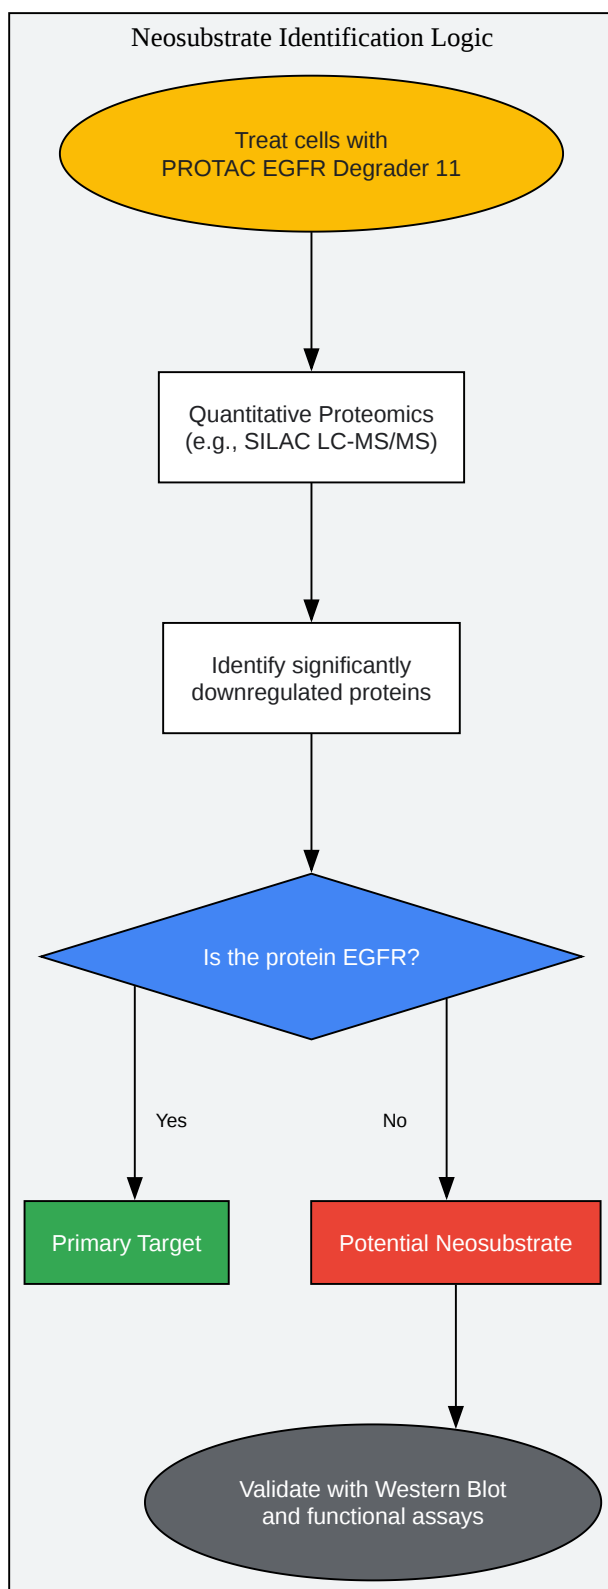 Neosubstrate Identification Logic
Treat cells with
PROTAC EGFR Degrader 11
Quantitative Proteomics
(e.g., SILAC LC-MS/MS)
Identify significantly
downregulated proteins
Is the protein EGFR?
Yes
No
Primary Target
Potential Neosubstrate
Validate with Western Blot
and functional assays